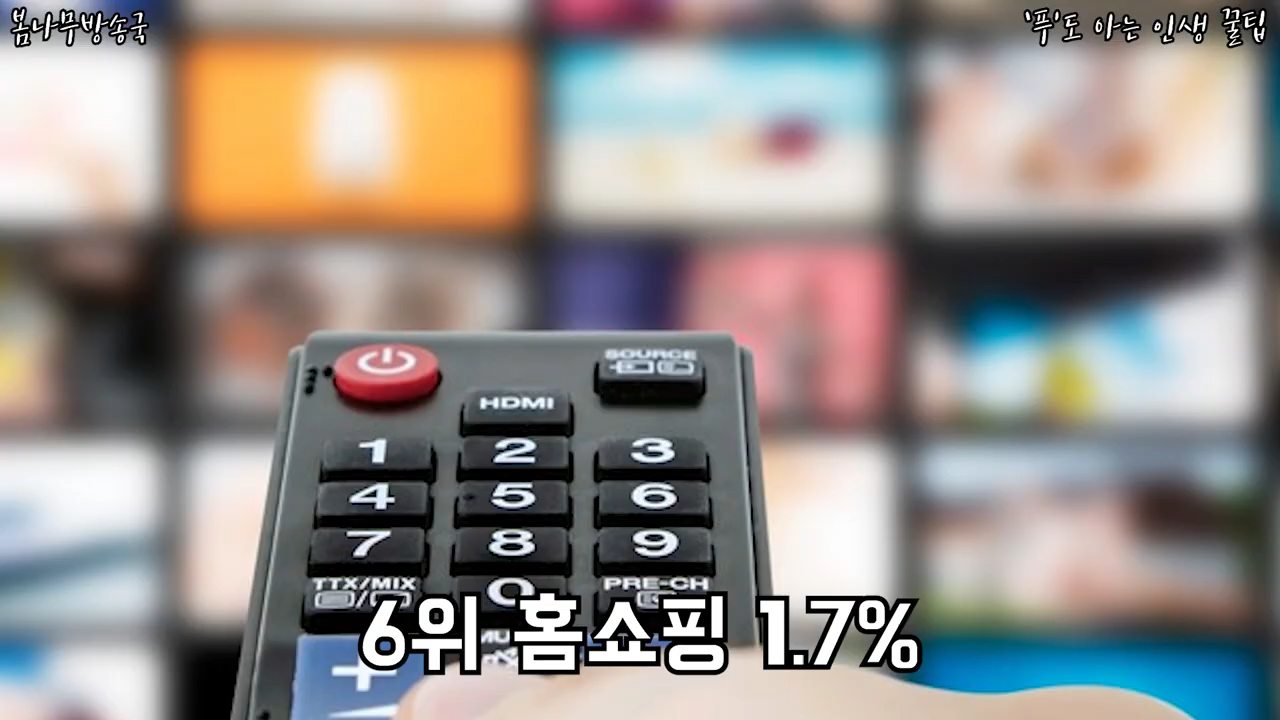 봄나무방송국
'푸'도 아는 인생 꿀팁
SOURCE
HDMI
1 2 3
4 5 6
7 8 9
TTX/MIX 0 PRE-CH
6위 홈쇼핑 1.7%
+